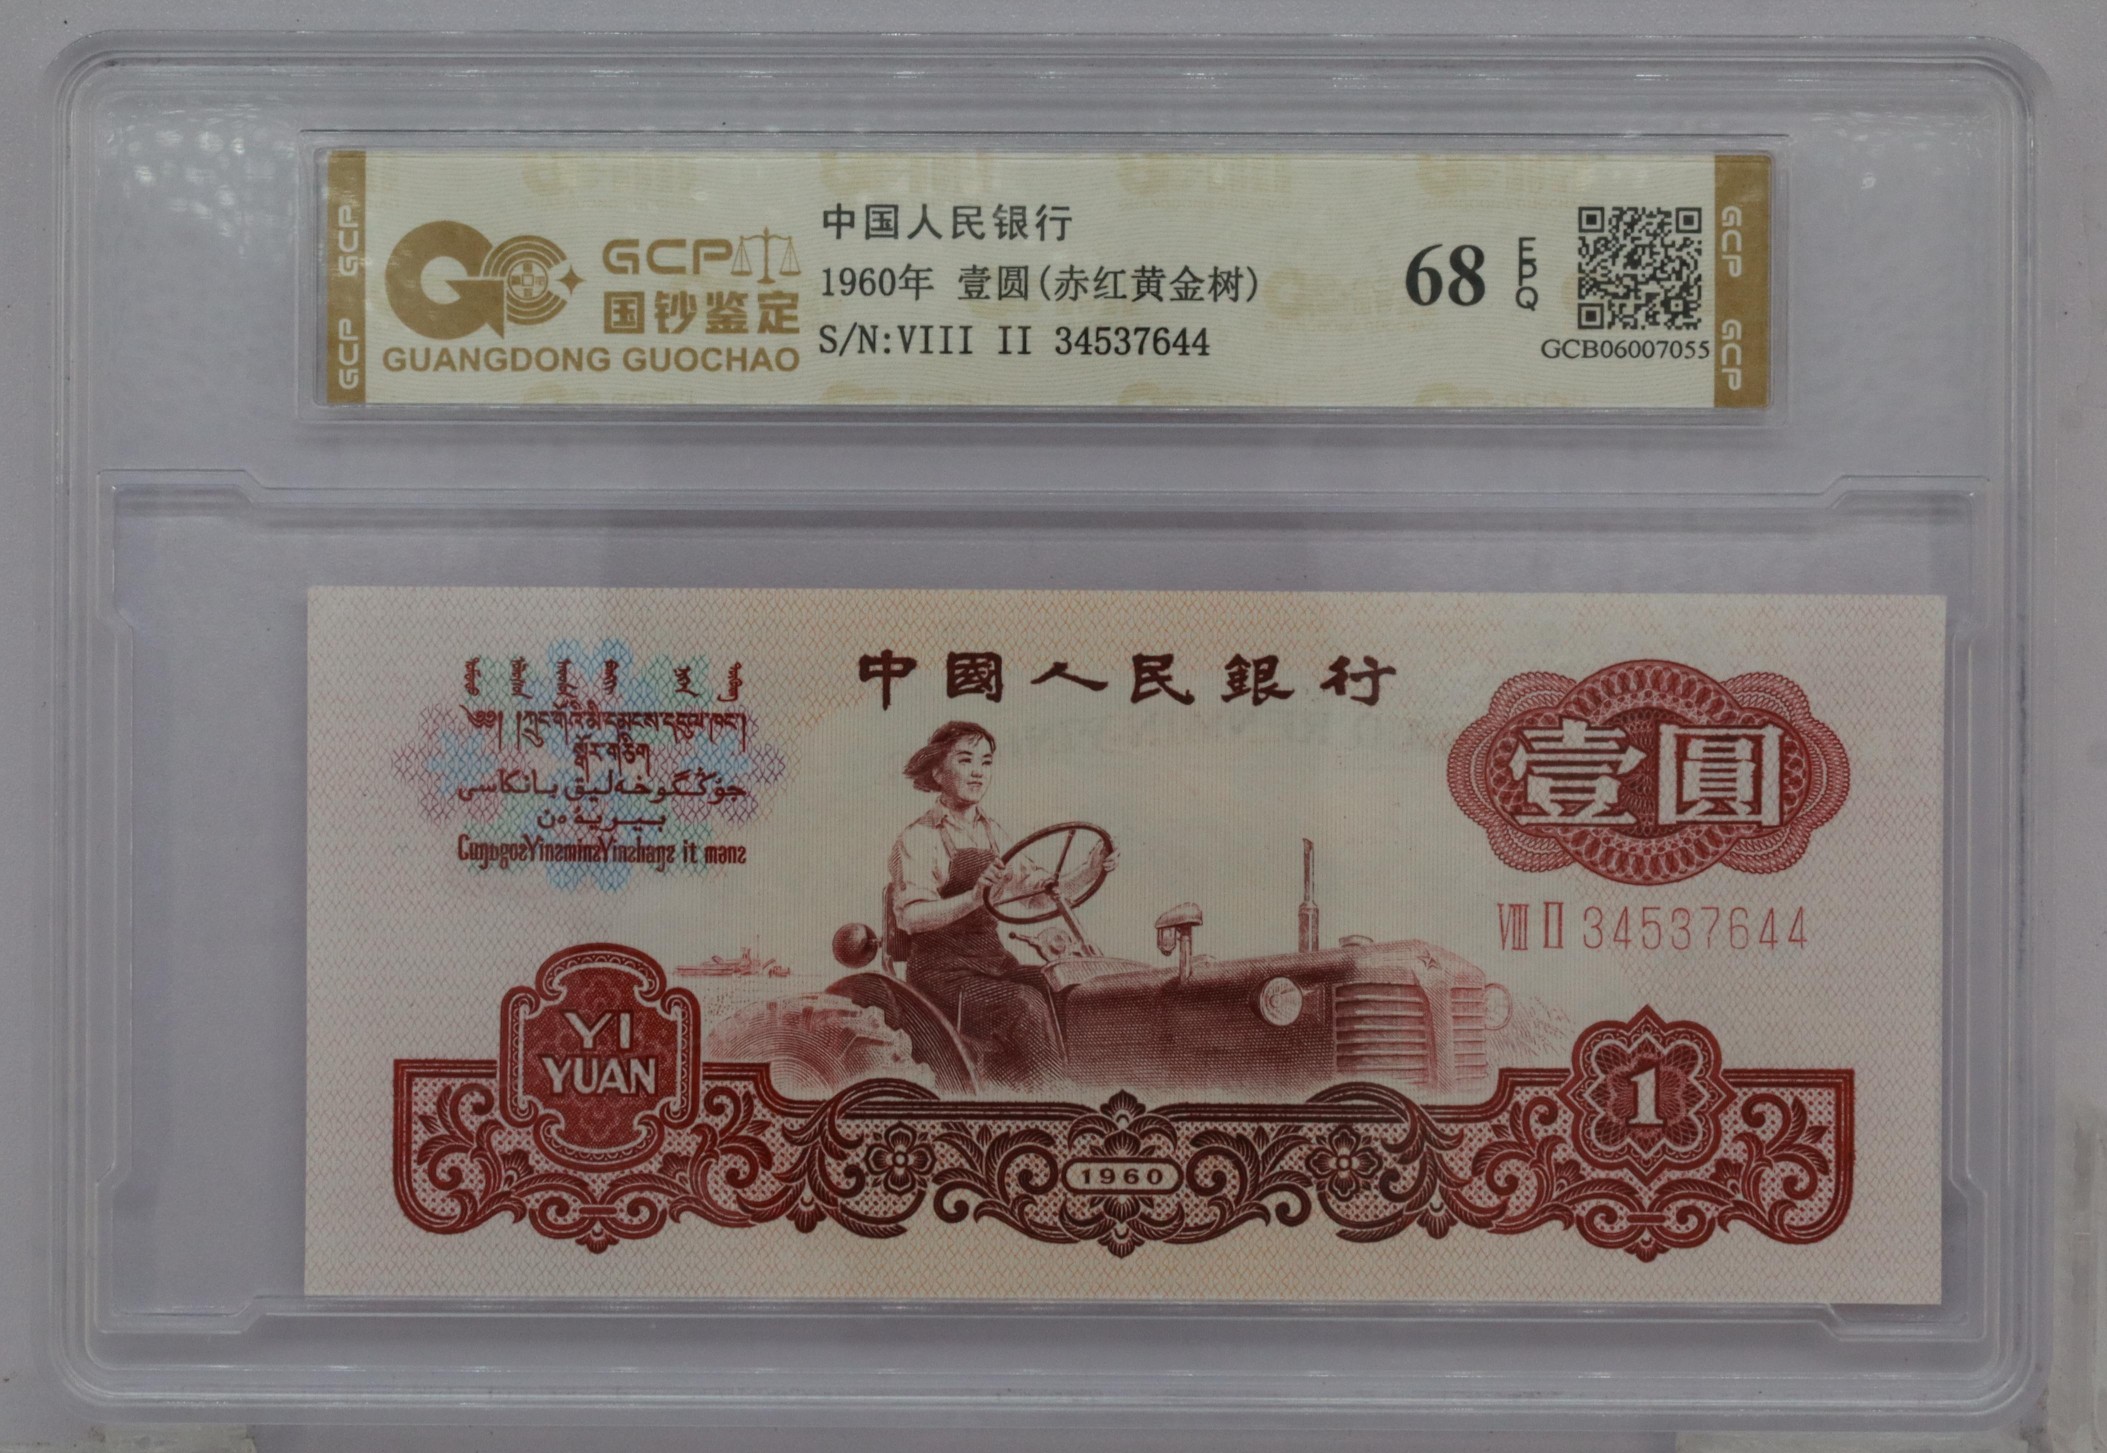 GCP
GCP
GCP
国钞鉴定
GUANGDONG GUOCHAO
中国人民银行
1960年 壹圆(赤红黄金树)
S/N:VIII II 34537644
68
EPQ
GCB06007055
GCP
GCP
中國人民銀行
壹圓
VIII II 34537644
YI
YUAN
1
1960